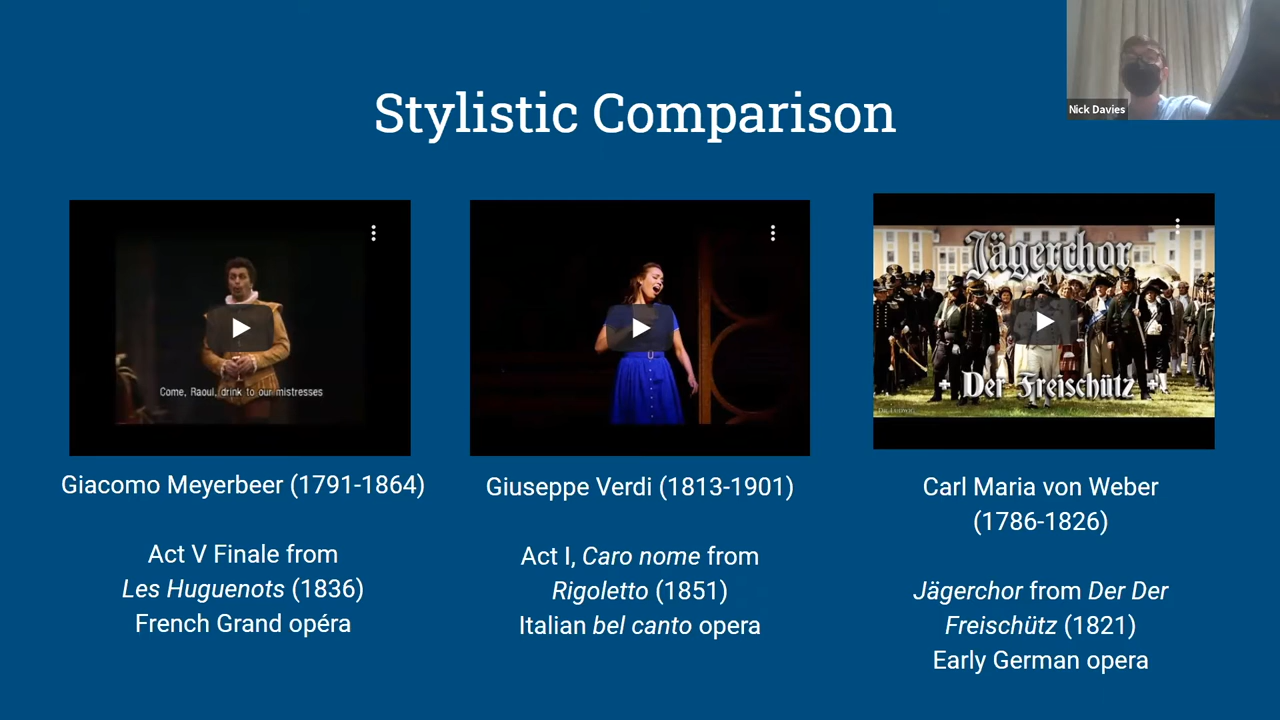 Stylistic Comparison
Nick Davies
Come, Raoul, drink to our mistresses
Jägerchor
+ Der Freischütz +
Giacomo Meyerbeer (1791-1864)
Act V Finale from
Les Huguenots (1836)
French Grand opéra
Giuseppe Verdi (1813-1901)
Act I, Caro nome from
Rigoletto (1851)
Italian bel canto opera
Carl Maria von Weber
(1786-1826)
Jägerchor from Der Der
Freischütz (1821)
Early German opera